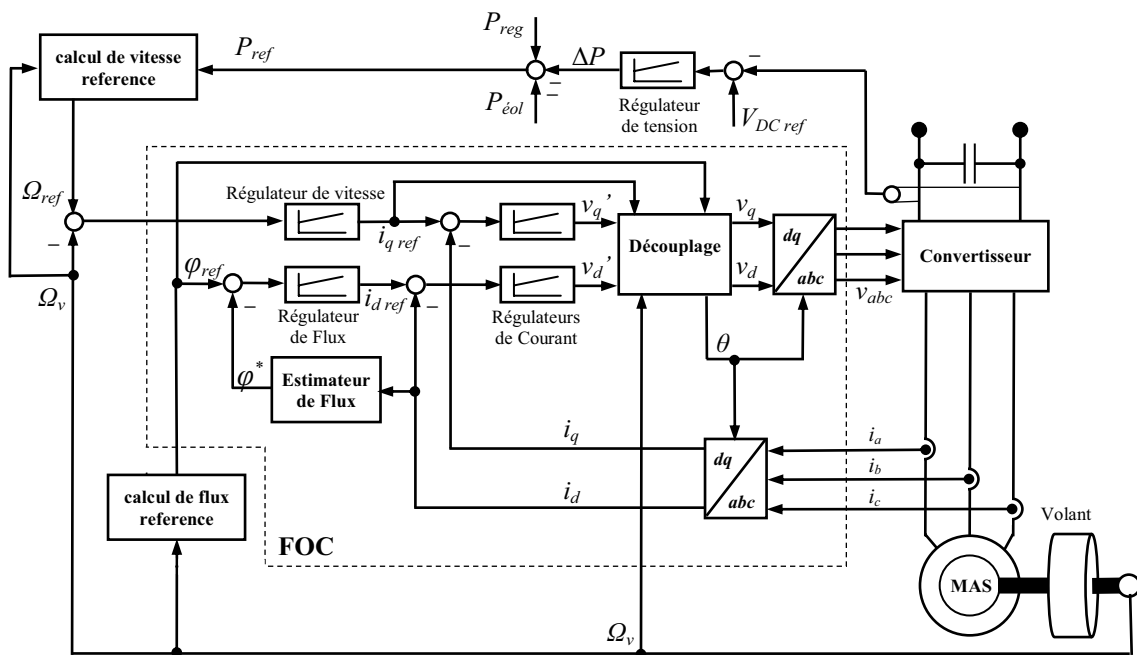 P_reg
calcul de vitesse
reference
P_ref
ΔP
−
−
−
P_éol
Régulateur
de tension
V_DC ref
Ω_ref
Régulateur de vitesse
−
i_q ref
−
v_q’
Découplage
v_q
dq
abc
Convertisseur
φ_ref
−
Ω_v
i_d ref
−
v_d’
v_d
v_abc
Régulateur
de Flux
Régulateurs
de Courant
θ
φ*
Estimateur
de Flux
i_q
dq
abc
i_a
i_b
i_d
i_c
calcul de flux
reference
FOC
Volant
MAS
Ω_v